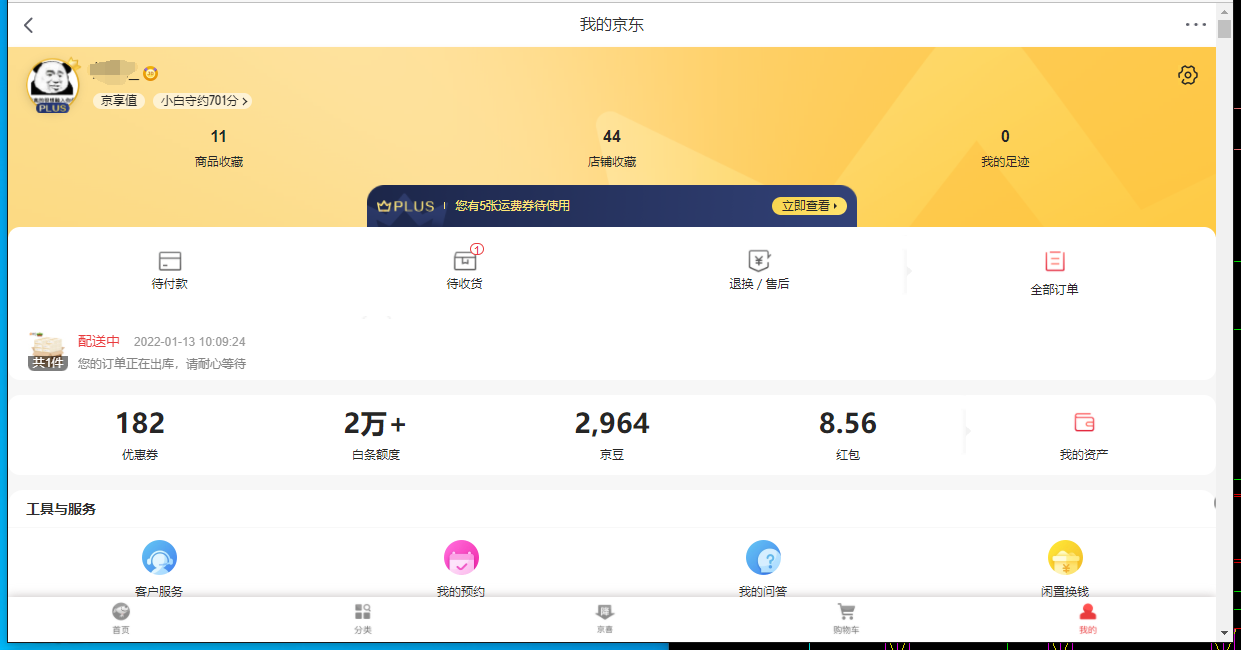 我的京东
京享值
小白守约701分
PLUS
11
44
0
商品收藏
店铺收藏
我的足迹
PLUS
您有5张运费券待使用
立即查看
1
待付款
待收货
退换 / 售后
全部订单
配送中 2022-01-13 10:09:24
共1件
您的订单正在出库，请耐心等待
182
2万+
2,964
8.56
优惠券
白条额度
京豆
红包
我的资产
工具与服务
客户服务
我的预约
我的问答
闲置换钱
首页
分类
京喜
购物车
我的